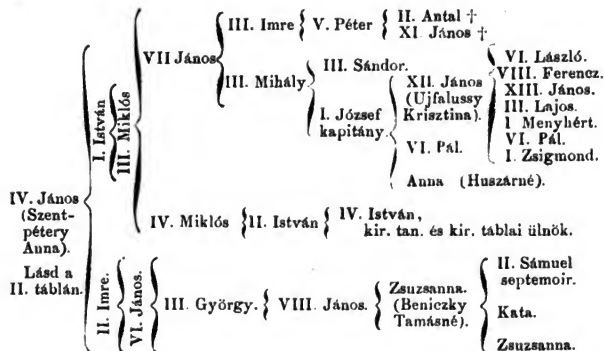 III. Imre { V. Péter { II. Antal †
XI. János †
VII János
III. Mihály
III. Sándor.
I. József
kapitány.
XII. János
(Ujfalussy
Krisztina).
VI. László.
VIII. Ferencz.
XIII. János.
III. Lajos.
I Menyhért.
VI. Pál.
I. Zsigmond.
VI. Pál.
Anna (Huszárné).
I. István
III. Miklós
IV. János
(Szent-
pétery
Anna).
Lásd a
II. táblán.
IV. Miklós { II. István { IV. István,
kir. tan. és kir. táblai ülnök.
II. Imre.
VI. János.
III. György. { VIII. János. { Zsuzsanna.
(Beniczky
Tamásné).
II. Sámuel
septemoir.
Kata.
Zsuzsanna.